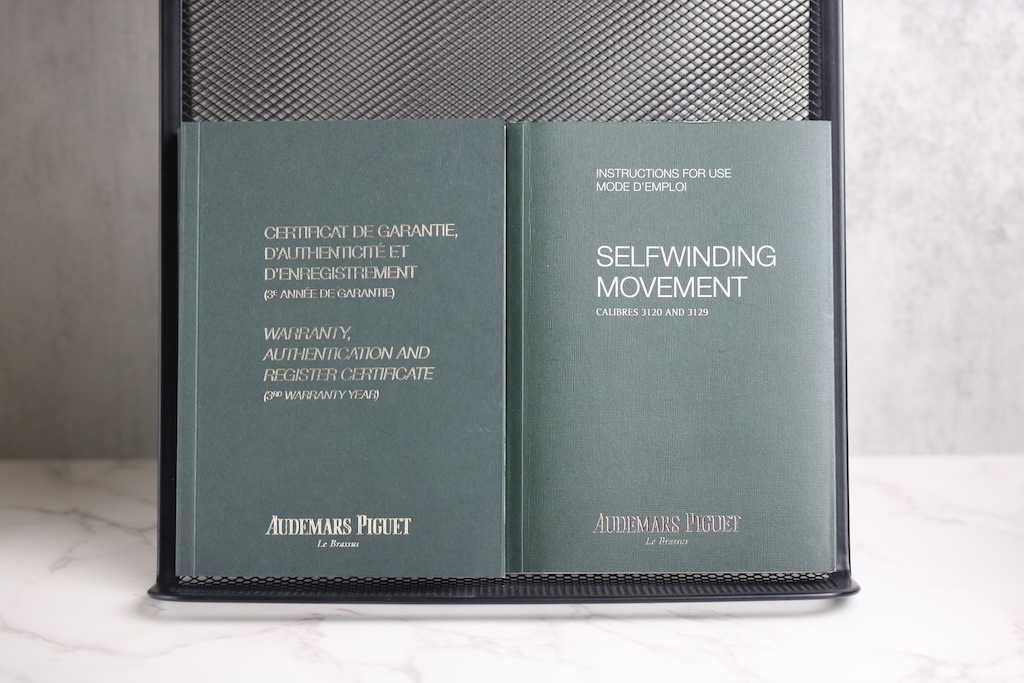 CERTIFICAT DE GARANTIE,
D'AUTHENTICITÉ ET
D'ENREGISTREMENT
(3E ANNÉE DE GARANTIE)
WARRANTY,
AUTHENTICATION AND
REGISTER CERTIFICATE
(3RD WARRANTY YEAR)
AUDEMARS PIGUET
Le Brassus
INSTRUCTIONS FOR USE
MODE D'EMPLOI
SELFWINDING
MOVEMENT
CALIBRES 3120 AND 3129
AUDEMARS PIGUET
Le Brassus